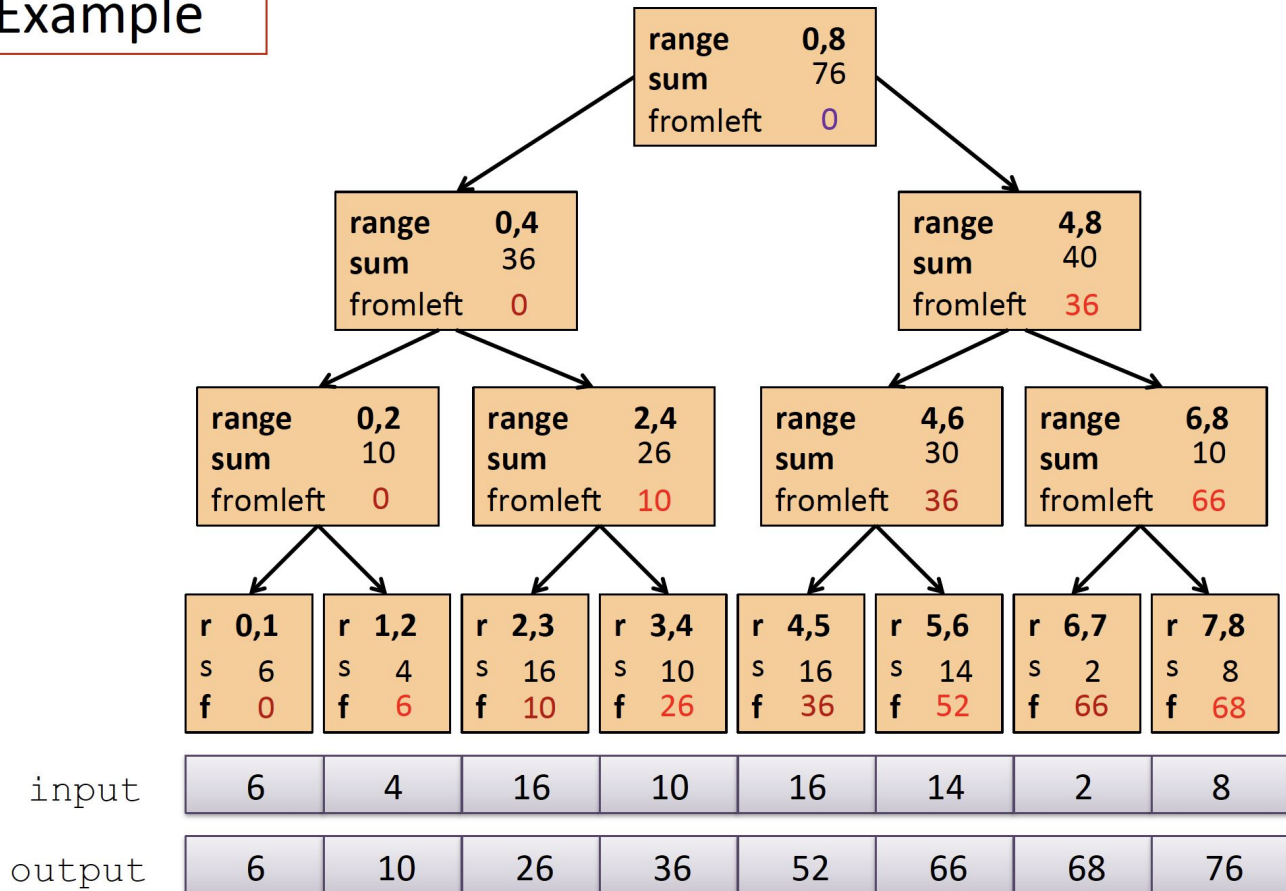 Example
range 0,8
sum 76
fromleft 0
range 0,4
sum 36
fromleft 0
range 4,8
sum 40
fromleft 36
range 0,2
sum 10
fromleft 0
range 2,4
sum 26
fromleft 10
range 4,6
sum 30
fromleft 36
range 6,8
sum 10
fromleft 66
r 0,1
s 6
f 0
r 1,2
s 4
f 6
r 2,3
s 16
f 10
r 3,4
s 10
f 26
r 4,5
s 16
f 36
r 5,6
s 14
f 52
r 6,7
s 2
f 66
r 7,8
s 8
f 68
input 6 4 16 10 16 14 2 8
output 6 10 26 36 52 66 68 76